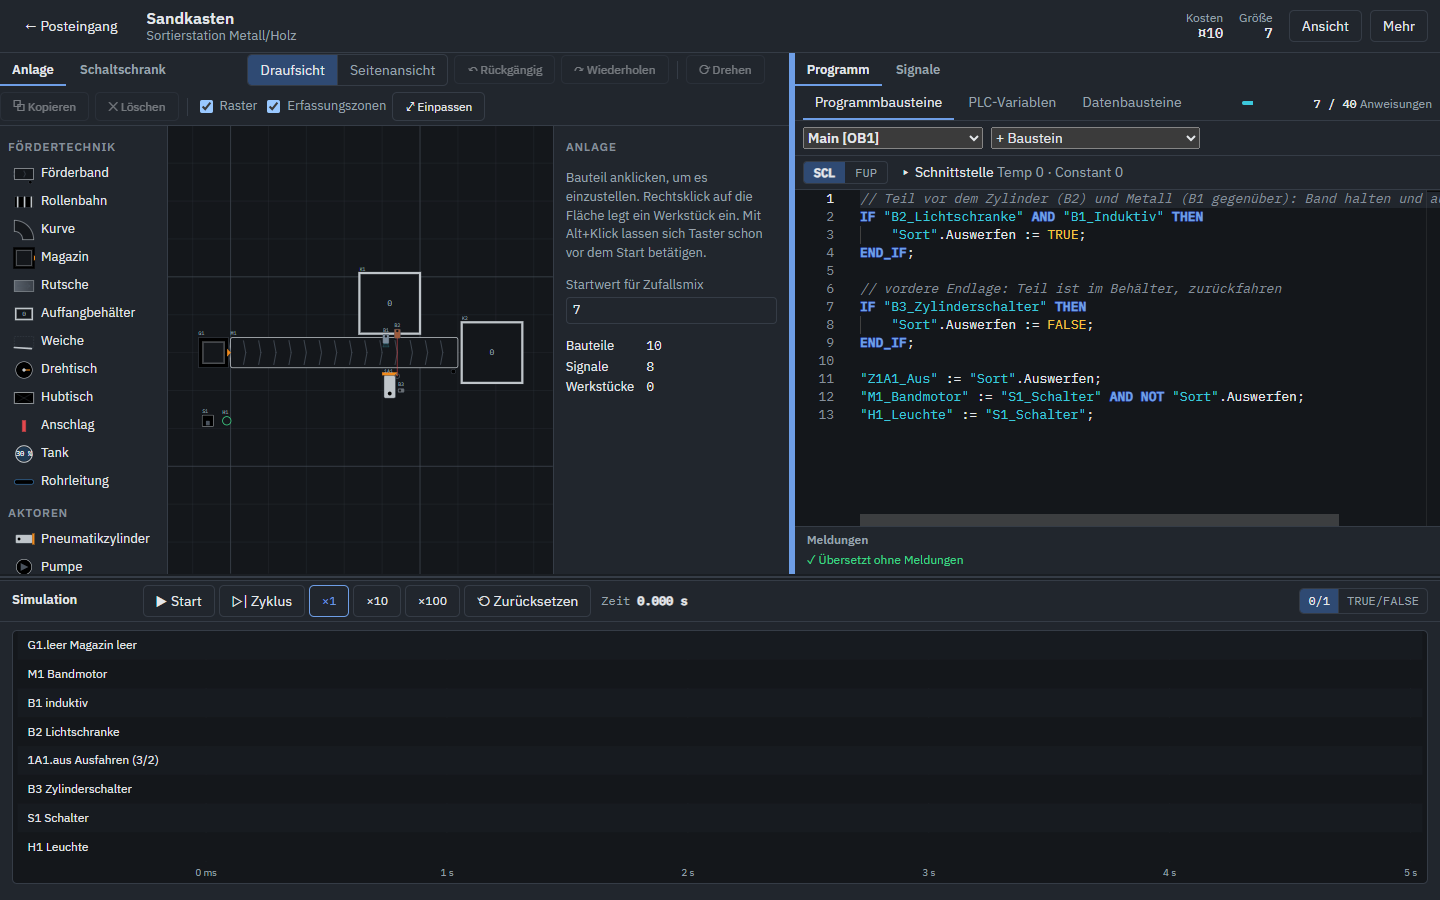 ← Posteingang
Sandkasten
Sortierstation Metall/Holz
Kosten
¤10
Größe
7
Ansicht
Mehr
Anlage
Schaltschrank
Draufsicht
Seitenansicht
Rückgängig
Wiederholen
Drehen
Kopieren
Löschen
Raster
Erfassungszonen
Einpassen
FÖRDERTECHNIK
Förderband
Rollenbahn
Kurve
Magazin
Rutsche
Auffangbehälter
Weiche
Drehtisch
Hubtisch
Anschlag
Tank
Rohrleitung
AKTOREN
Pneumatikzylinder
Pumpe
0
0
G1
M1
K2
B2
B3
S1
H1
ANLAGE
Bauteil anklicken, um es
einzustellen. Rechtsklick auf die
Fläche legt ein Werkstück ein. Mit
Alt+Klick lassen sich Taster schon
vor dem Start betätigen.
Startwert für Zufallsmix
7
Bauteile 10
Signale 8
Werkstücke 0
Programm
Signale
Programmbausteine
PLC-Variablen
Datenbausteine
7 / 40 Anweisungen
Main [OB1]
+ Baustein
SCL
FUP
Schnittstelle Temp 0 · Constant 0
1 // Teil vor dem Zylinder (B2) und Metall (B1 gegenüber): Band halten und
2 IF "B2_Lichtschranke" AND "B1_Induktiv" THEN
3 "Sort".Auswerfen := TRUE;
4 END_IF;
5
6 // vordere Endlage: Teil ist im Behälter, zurückfahren
7 IF "B3_Zylinderschalter" THEN
8 "Sort".Auswerfen := FALSE;
9 END_IF;
10
11 "Z1A1_Aus" := "Sort".Auswerfen;
12 "M1_Bandmotor" := "S1_Schalter" AND NOT "Sort".Auswerfen;
13 "H1_Leuchte" := "S1_Schalter";
Meldungen
✓ Übersetzt ohne Meldungen
Simulation
Start
Zyklus
×1
×10
×100
Zurücksetzen
Zeit 0.000 s
0/1
TRUE/FALSE
G1.leer Magazin leer
M1 Bandmotor
B1 induktiv
B2 Lichtschranke
1A1.aus Ausfahren (3/2)
B3 Zylinderschalter
S1 Schalter
H1 Leuchte
0 ms
1 s
2 s
3 s
4 s
5 s